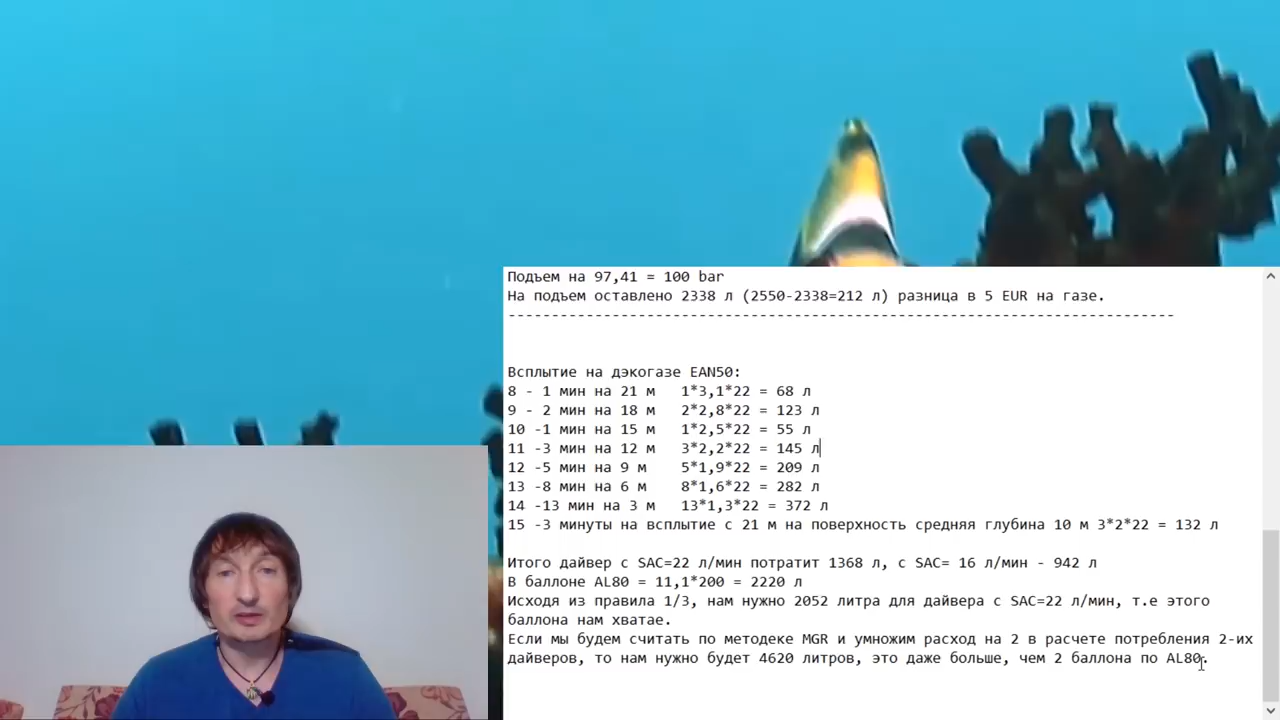 Подъем на 97,41 = 100 bar
На подъем оставлено 2338 л (2550-2338=212 л) разница в 5 EUR на газе.
-----------------------------------------------------------------------------
Всплытие на дэкогазе EAN50:
8 - 1 мин на 21 м   1*3,1*22 = 68 л
9 - 2 мин на 18 м   2*2,8*22 = 123 л
10 -1 мин на 15 м   1*2,5*22 = 55 л
11 -3 мин на 12 м   3*2,2*22 = 145 л
12 -5 мин на 9 м    5*1,9*22 = 209 л
13 -8 мин на 6 м    8*1,6*22 = 282 л
14 -13 мин на 3 м   13*1,3*22 = 372 л
15 -3 минуты на всплытие с 21 м на поверхность средняя глубина 10 м 3*2*22 = 132 л
Итого дайвер с SAC=22 л/мин потратит 1368 л, с SAC= 16 л/мин - 942 л
В баллоне AL80 = 11,1*200 = 2220 л
Исходя из правила 1/3, нам нужно 2052 литра для дайвера с SAC=22 л/мин, т.е этого
баллона нам хватае.
Если мы будем считать по методеке MGR и умножим расход на 2 в расчете потребления 2-их
дайверов, то нам нужно будет 4620 литров, это даже больше, чем 2 баллона по AL80.